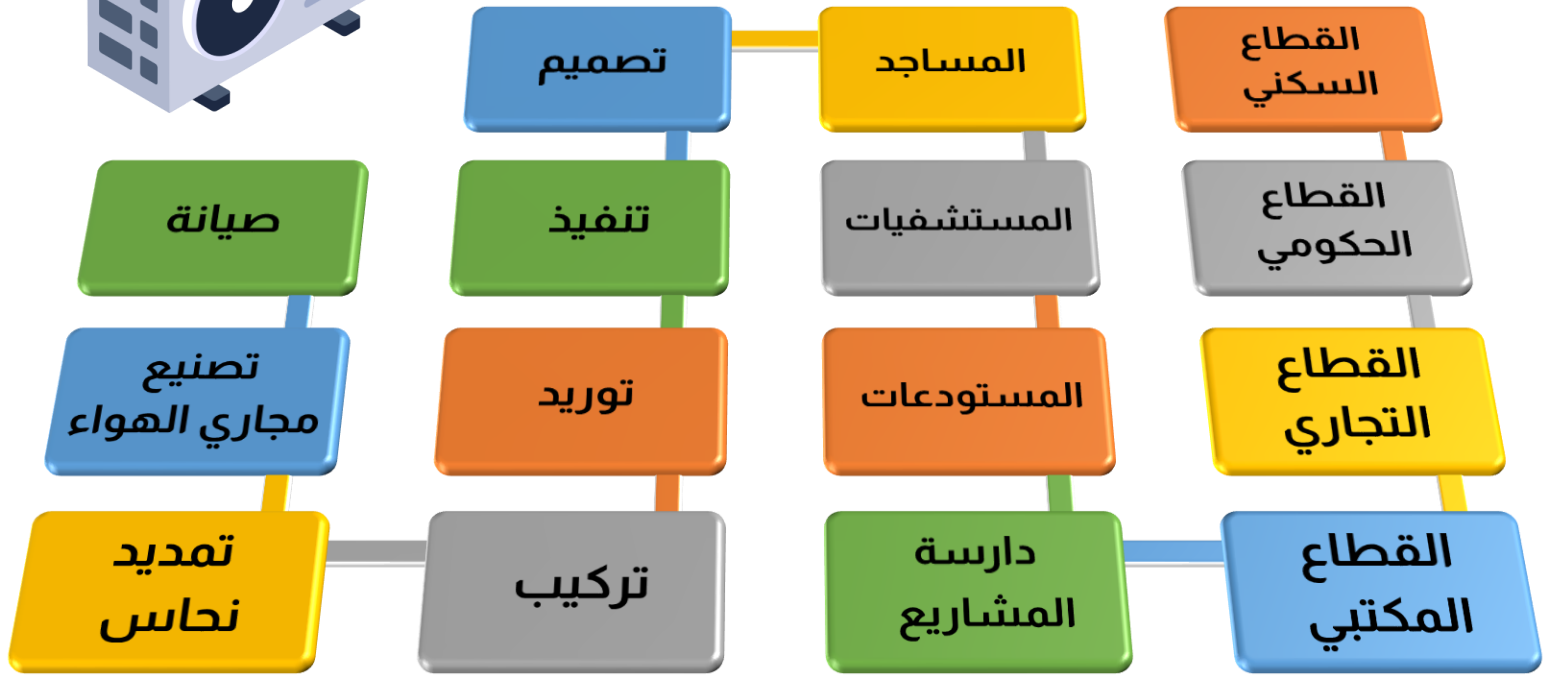 القطاع
السكني
القطاع
الحكومي
القطاع
التجاري
القطاع
المكتبي
دارسة
المشاريع
المستودعات
المستشفيات
المساجد
تصميم
تنفيذ
توريد
تركيب
تمديد
نحاس
تصنيع
مجاري الهواء
صيانة